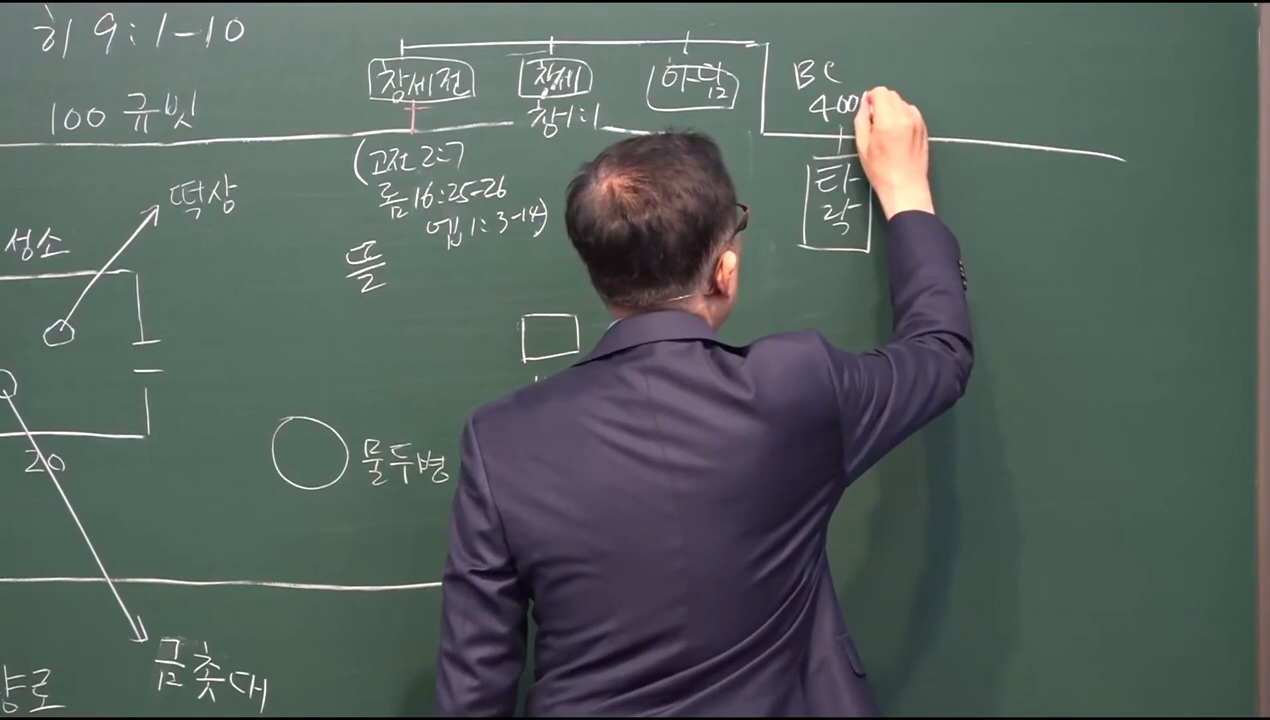 히 9:1-10
100 규빗
창세전
창세
창1:1
아담
BC
400
타
락
(고전 2:7
롬 16:25-26
엡 1:3-14)
뜰
떡상
성소
물두멍
20
금촛대
향로